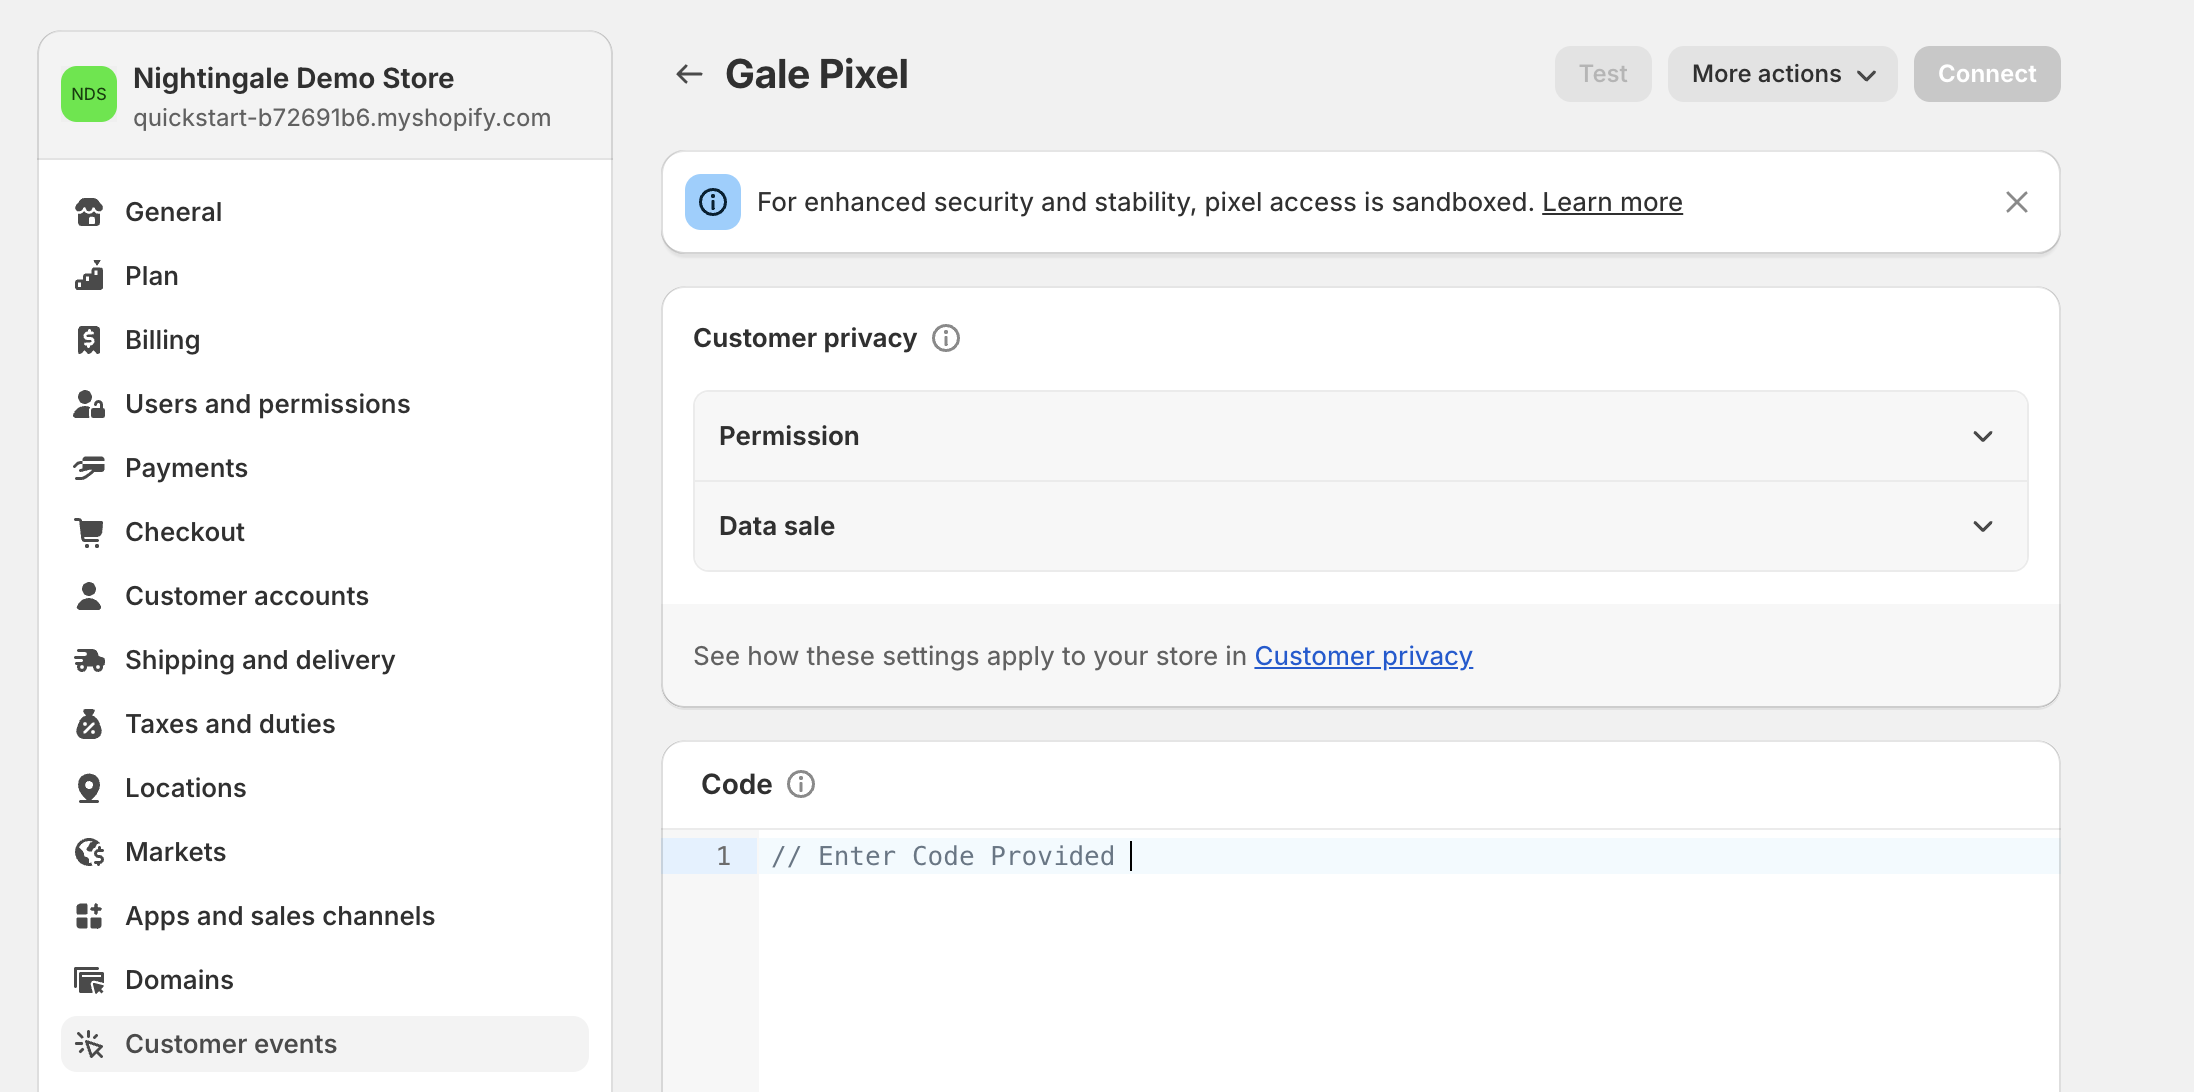 NDS
Nightingale Demo Store
quickstart-b72691b6.myshopify.com
General
Plan
Billing
Users and permissions
Payments
Checkout
Customer accounts
Shipping and delivery
Taxes and duties
Locations
Markets
Apps and sales channels
Domains
Customer events
Gale Pixel
Test
More actions
Connect
For enhanced security and stability, pixel access is sandboxed. Learn more
Customer privacy
Permission
Data sale
See how these settings apply to your store in Customer privacy
Code
1 // Enter Code Provided